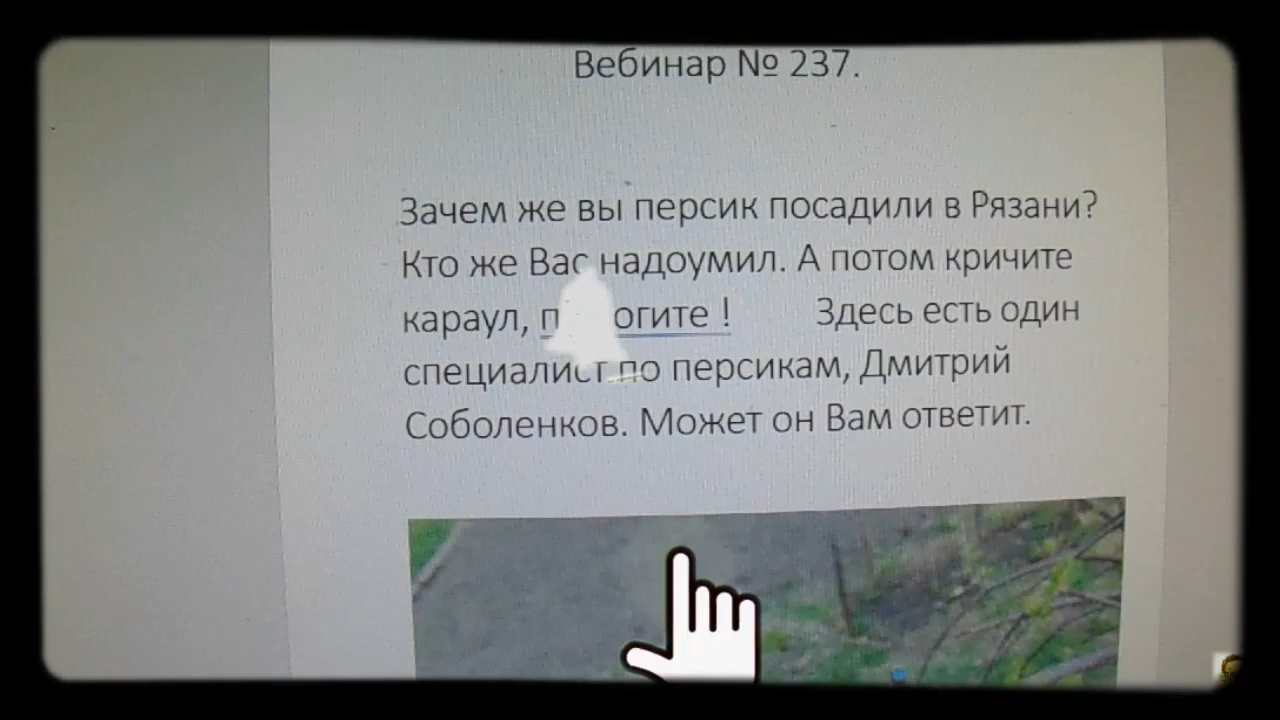 Вебинар № 237.
Зачем же вы персик посадили в Рязани?
Кто же Вас надоумил. А потом кричите
караул, !   Здесь есть один
специалист по персикам, Дмитрий
Соболенков. Может он Вам ответит.